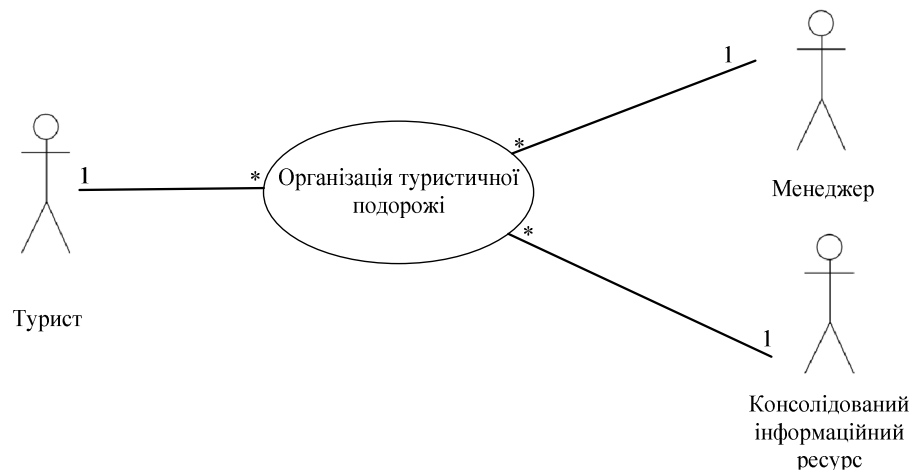 1
Менеджер
*
1
*
Організація туристичної
подорожі
*
1
Турист
Консолідований
інформаційний
ресурс